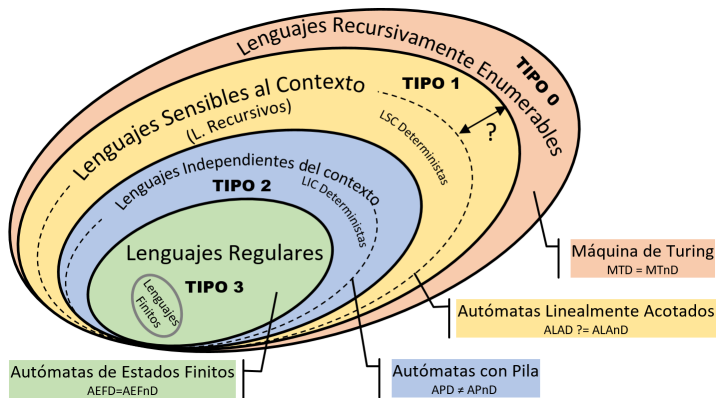 Lenguajes Recursivamente Enumerables
TIPO 0
Lenguajes Sensibles al Contexto
(L. Recursivos)
TIPO 1
LSC Deterministas
?
Lenguajes Independientes del contexto
TIPO 2
LIC Deterministas
Lenguajes Regulares
TIPO 3
Lenguajes
Finitos
Máquina de Turing
MTD = MTnD
Autómatas Linealmente Acotados
ALAD ?= ALAnD
Autómatas de Estados Finitos
AEFD=AEFnD
Autómatas con Pila
APD ≠ APnD